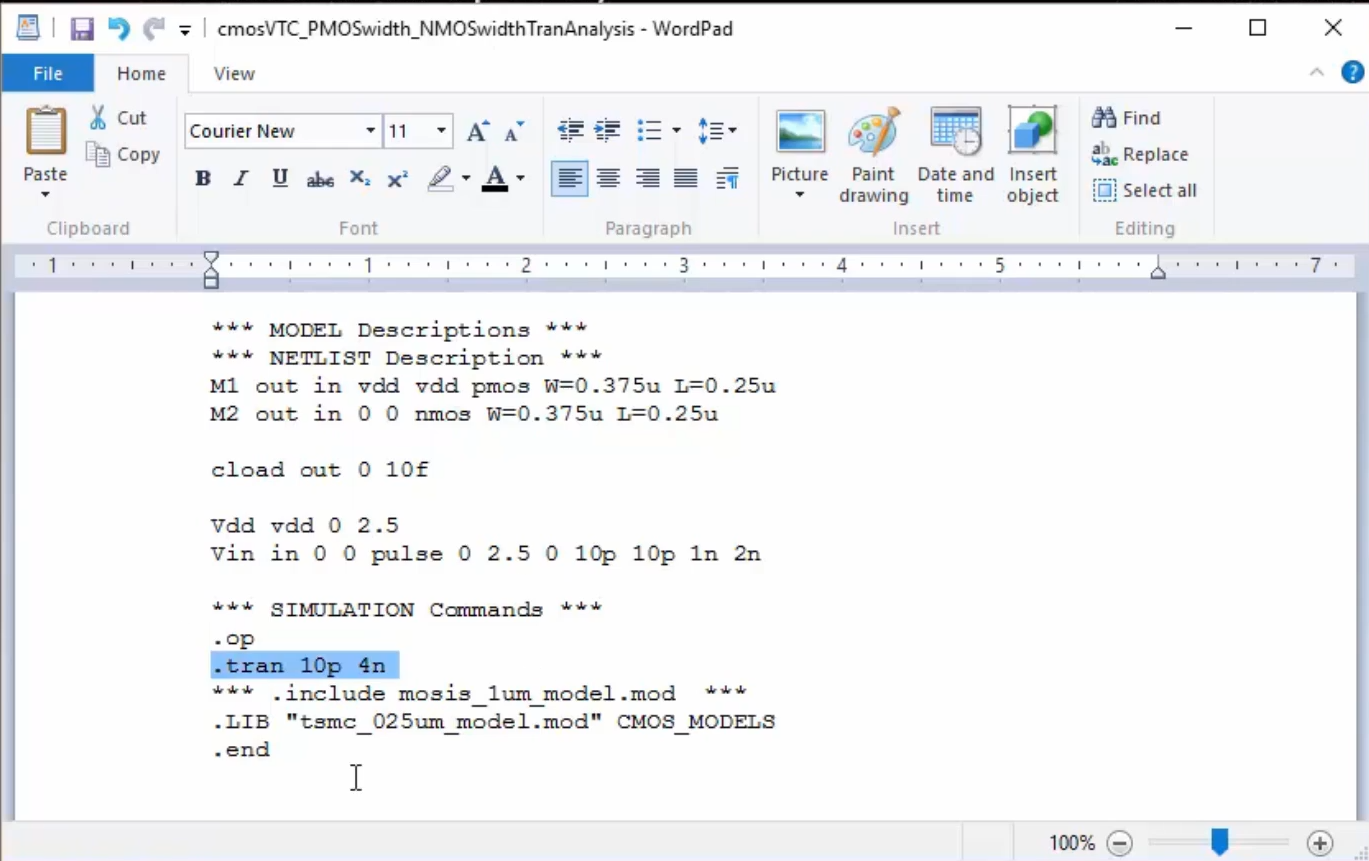 cmosVTC_PMOSwidth_NMOSwidthTranAnalysis - WordPad
File Home View
Paste
Cut
Copy
Clipboard
Courier New 11
B I U abc X₂ X² A
Font
Paragraph
Picture
Paint drawing
Date and time
Insert object
Insert
Find
Replace
Select all
Editing
1 1 2 3 4 5 7
*** MODEL Descriptions ***
*** NETLIST Description ***
M1 out in vdd vdd pmos W=0.375u L=0.25u
M2 out in 0 0 nmos W=0.375u L=0.25u
cload out 0 10f
Vdd vdd 0 2.5
Vin in 0 0 pulse 0 2.5 0 10p 10p 1n 2n
*** SIMULATION Commands ***
.op
.tran 10p 4n
*** .include mosis_1um_model.mod  ***
.LIB "tsmc_025um_model.mod" CMOS_MODELS
.end
100%